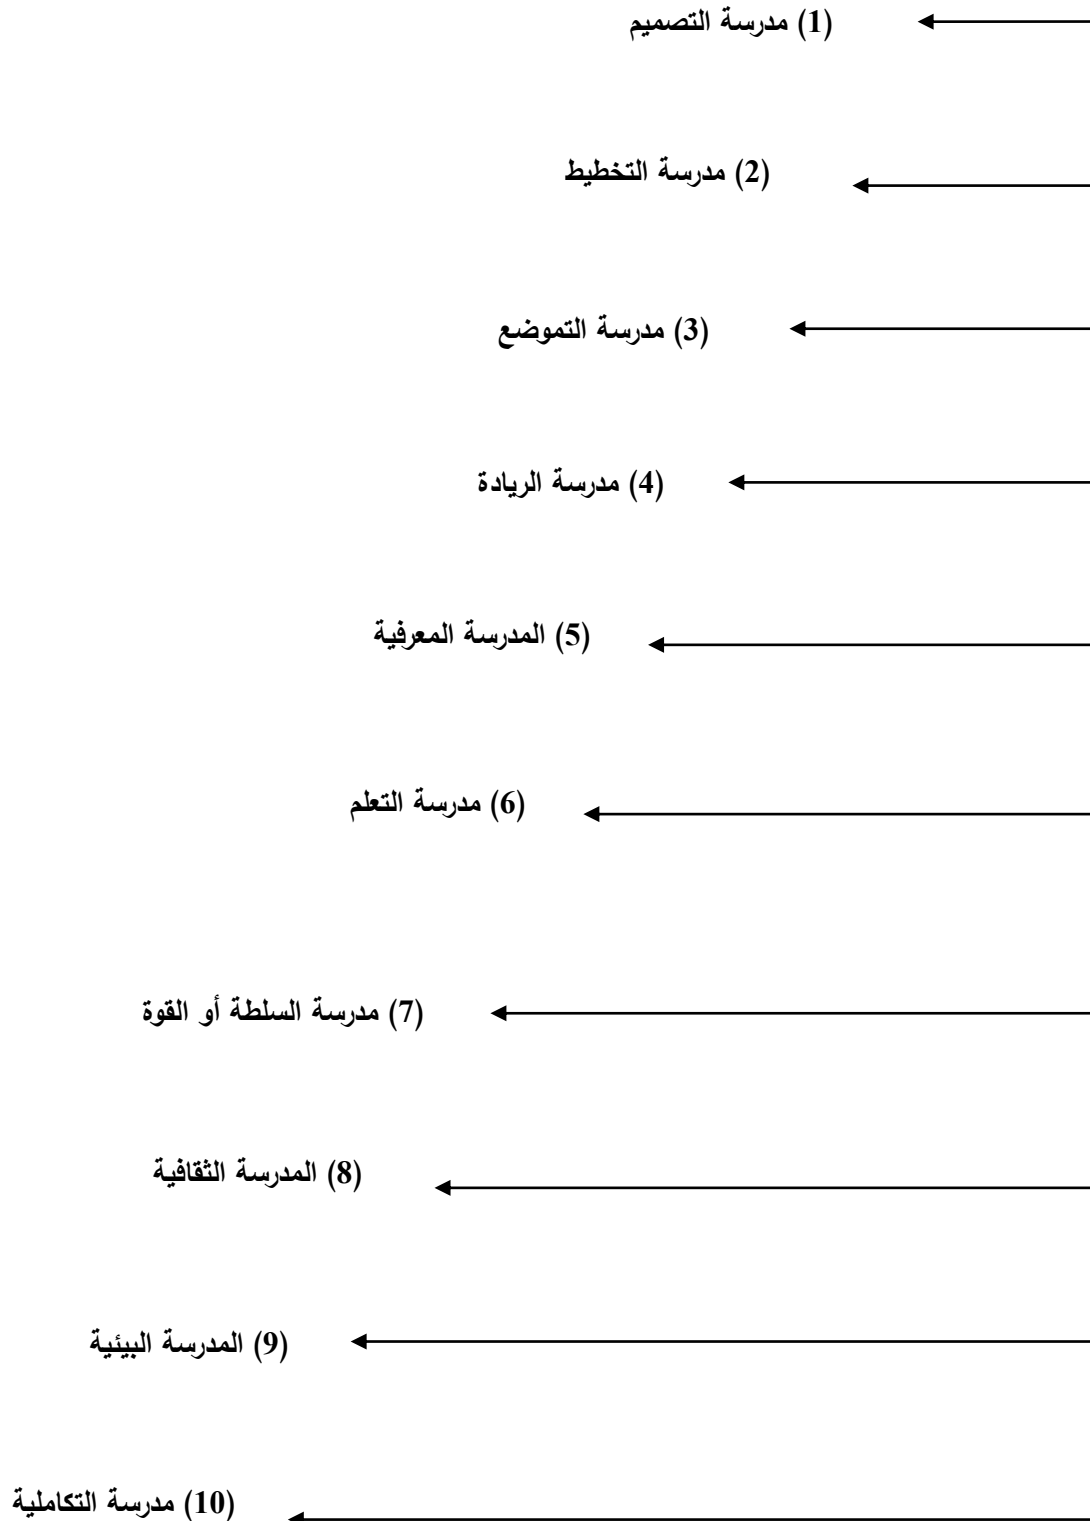 (1) مدرسة التصميم
(2) مدرسة التخطيط
(3) مدرسة التموضع
(4) مدرسة الريادة
(5) المدرسة المعرفية
(6) مدرسة التعلم
(7) مدرسة السلطة أو القوة
(8) المدرسة الثقافية
(9) المدرسة البيئية
(10) مدرسة التكاملية